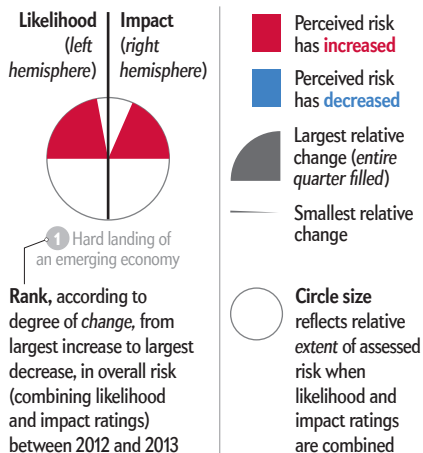 Likelihood Impact
(left (right
hemisphere) hemisphere)
1 Hard landing of
an emerging economy
Rank, according to
degree of change, from
largest increase to largest
decrease, in overall risk
(combining likelihood
and impact ratings)
between 2012 and 2013
Perceived risk
has increased
Perceived risk
has decreased
Largest relative
change (entire
quarter filled)
Smallest relative
change
Circle size
reflects relative
extent of assessed
risk when
likelihood and
impact ratings
are combined